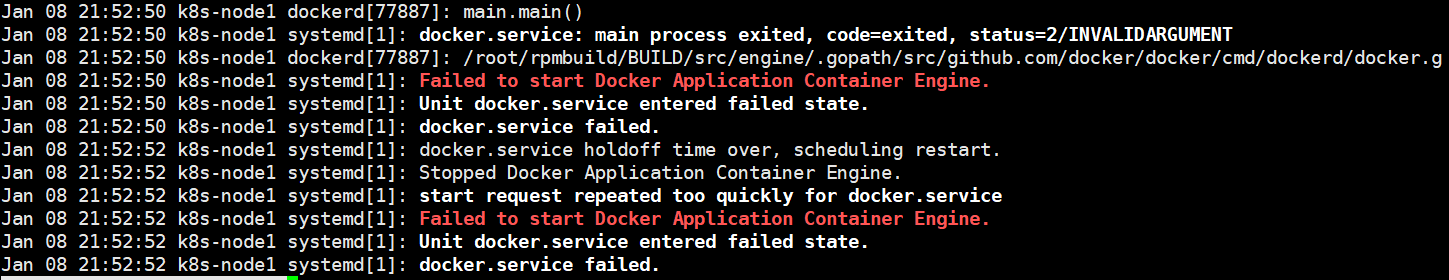 Jan 08 21:52:50 k8s-node1 dockerd[77887]: main.main()
Jan 08 21:52:50 k8s-node1 systemd[1]: docker.service: main process exited, code=exited, status=2/INVALIDARGUMENT
Jan 08 21:52:50 k8s-node1 dockerd[77887]: /root/rpmbuild/BUILD/src/engine/.gopath/src/github.com/docker/docker/cmd/dockerd/docker.g
Jan 08 21:52:50 k8s-node1 systemd[1]: Failed to start Docker Application Container Engine.
Jan 08 21:52:50 k8s-node1 systemd[1]: Unit docker.service entered failed state.
Jan 08 21:52:50 k8s-node1 systemd[1]: docker.service failed.
Jan 08 21:52:52 k8s-node1 systemd[1]: docker.service holdoff time over, scheduling restart.
Jan 08 21:52:52 k8s-node1 systemd[1]: Stopped Docker Application Container Engine.
Jan 08 21:52:52 k8s-node1 systemd[1]: start request repeated too quickly for docker.service
Jan 08 21:52:52 k8s-node1 systemd[1]: Failed to start Docker Application Container Engine.
Jan 08 21:52:52 k8s-node1 systemd[1]: Unit docker.service entered failed state.
Jan 08 21:52:52 k8s-node1 systemd[1]: docker.service failed.